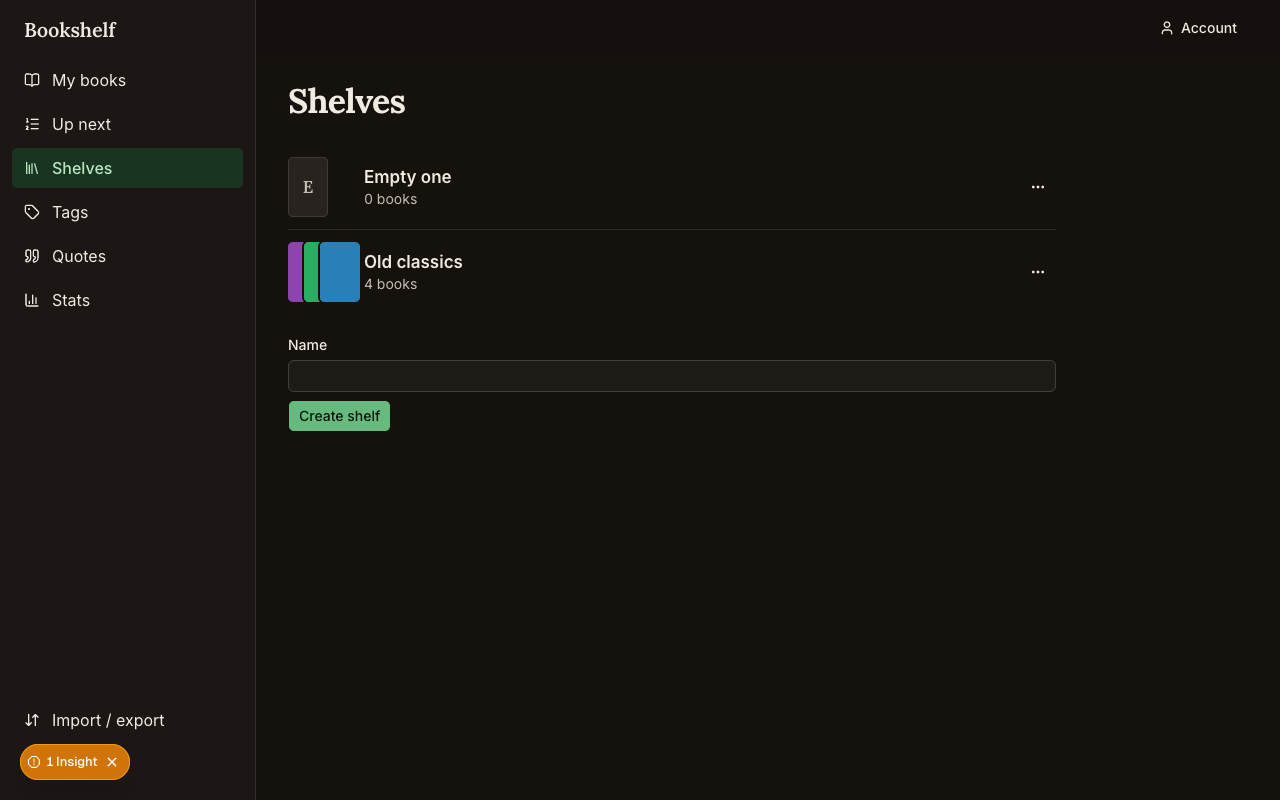 Bookshelf
Account
My books
Up next
Shelves
Tags
Quotes
Stats
Import / export
1 Insight
Shelves
E
Empty one
0 books
Old classics
4 books
Name
Create shelf